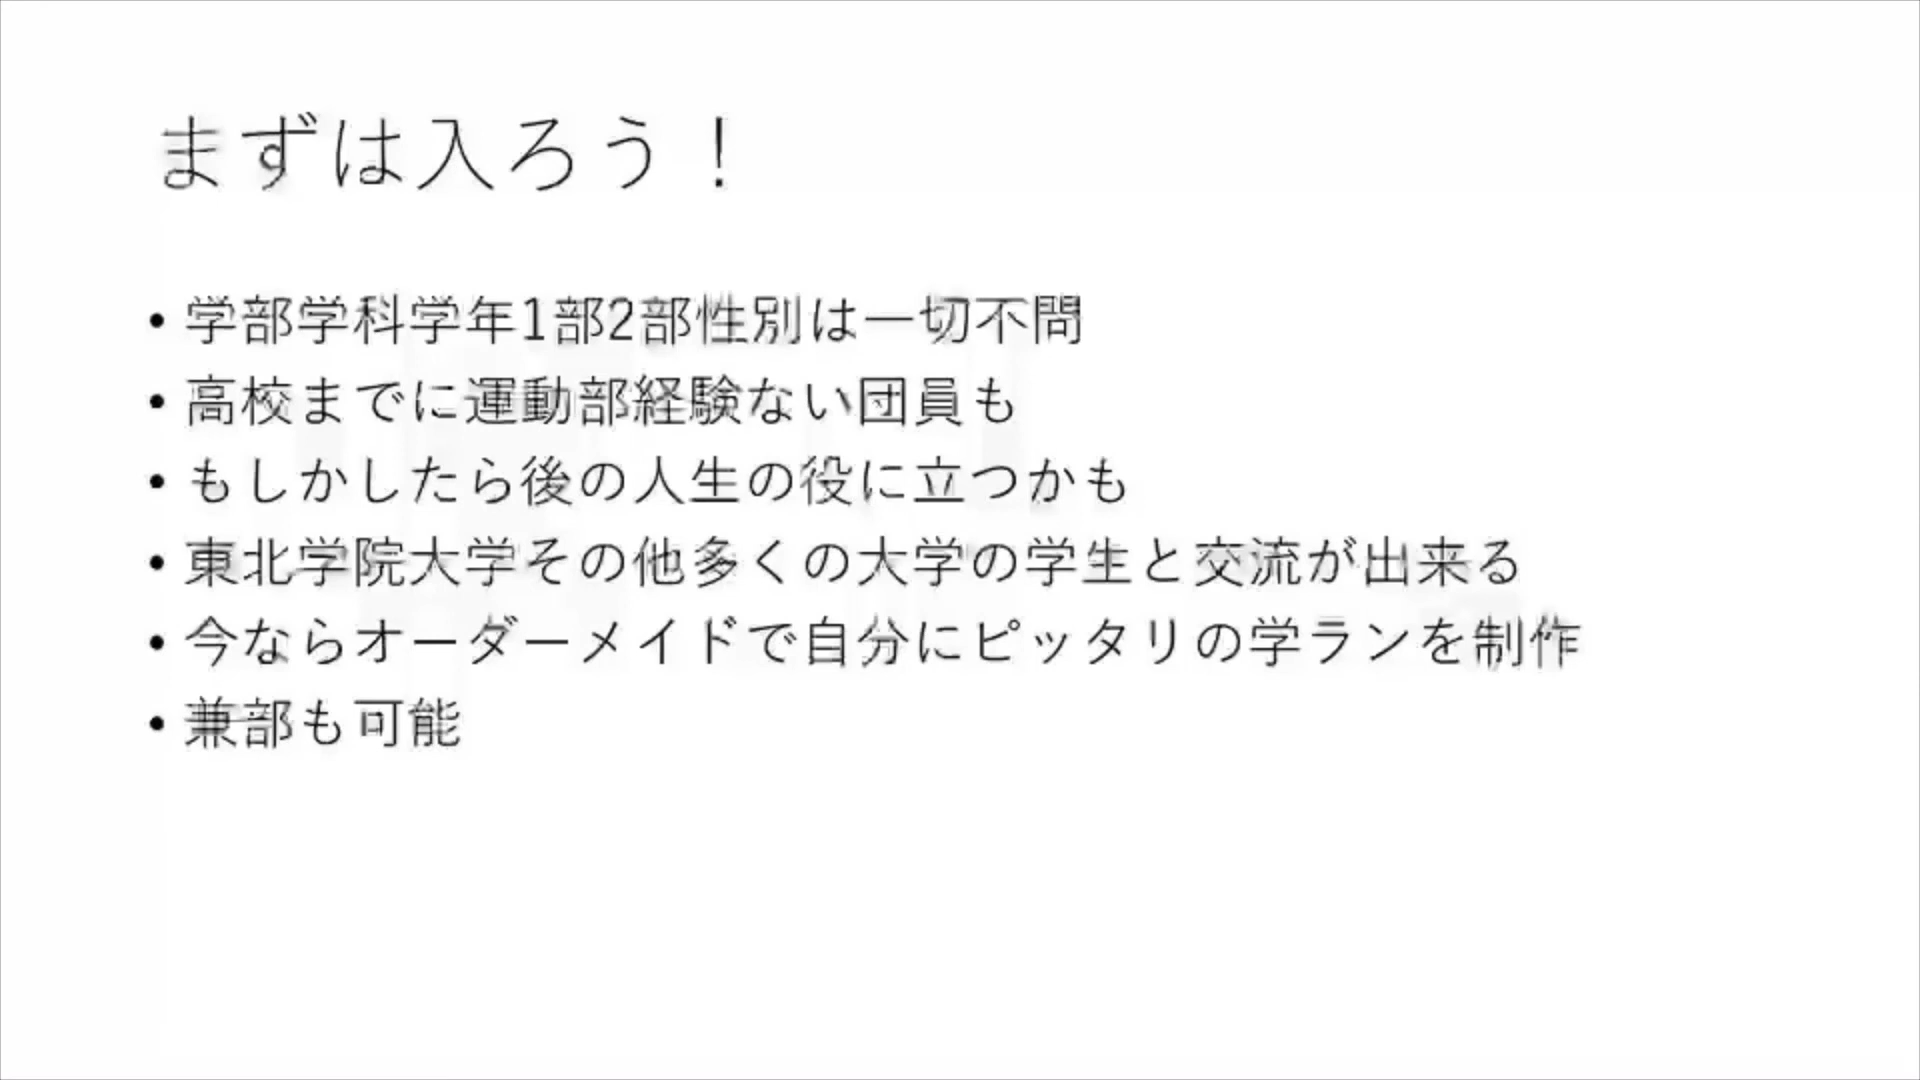 まずは入ろう！
• 学部学科学年1部2部性別は一切不問
• 高校までに運動部経験ない団員も
• もしかしたら後の人生の役に立つかも
• 東北学院大学その他多くの大学の学生と交流が出来る
• 今ならオーダーメイドで自分にピッタリの学ランを制作
• 兼部も可能